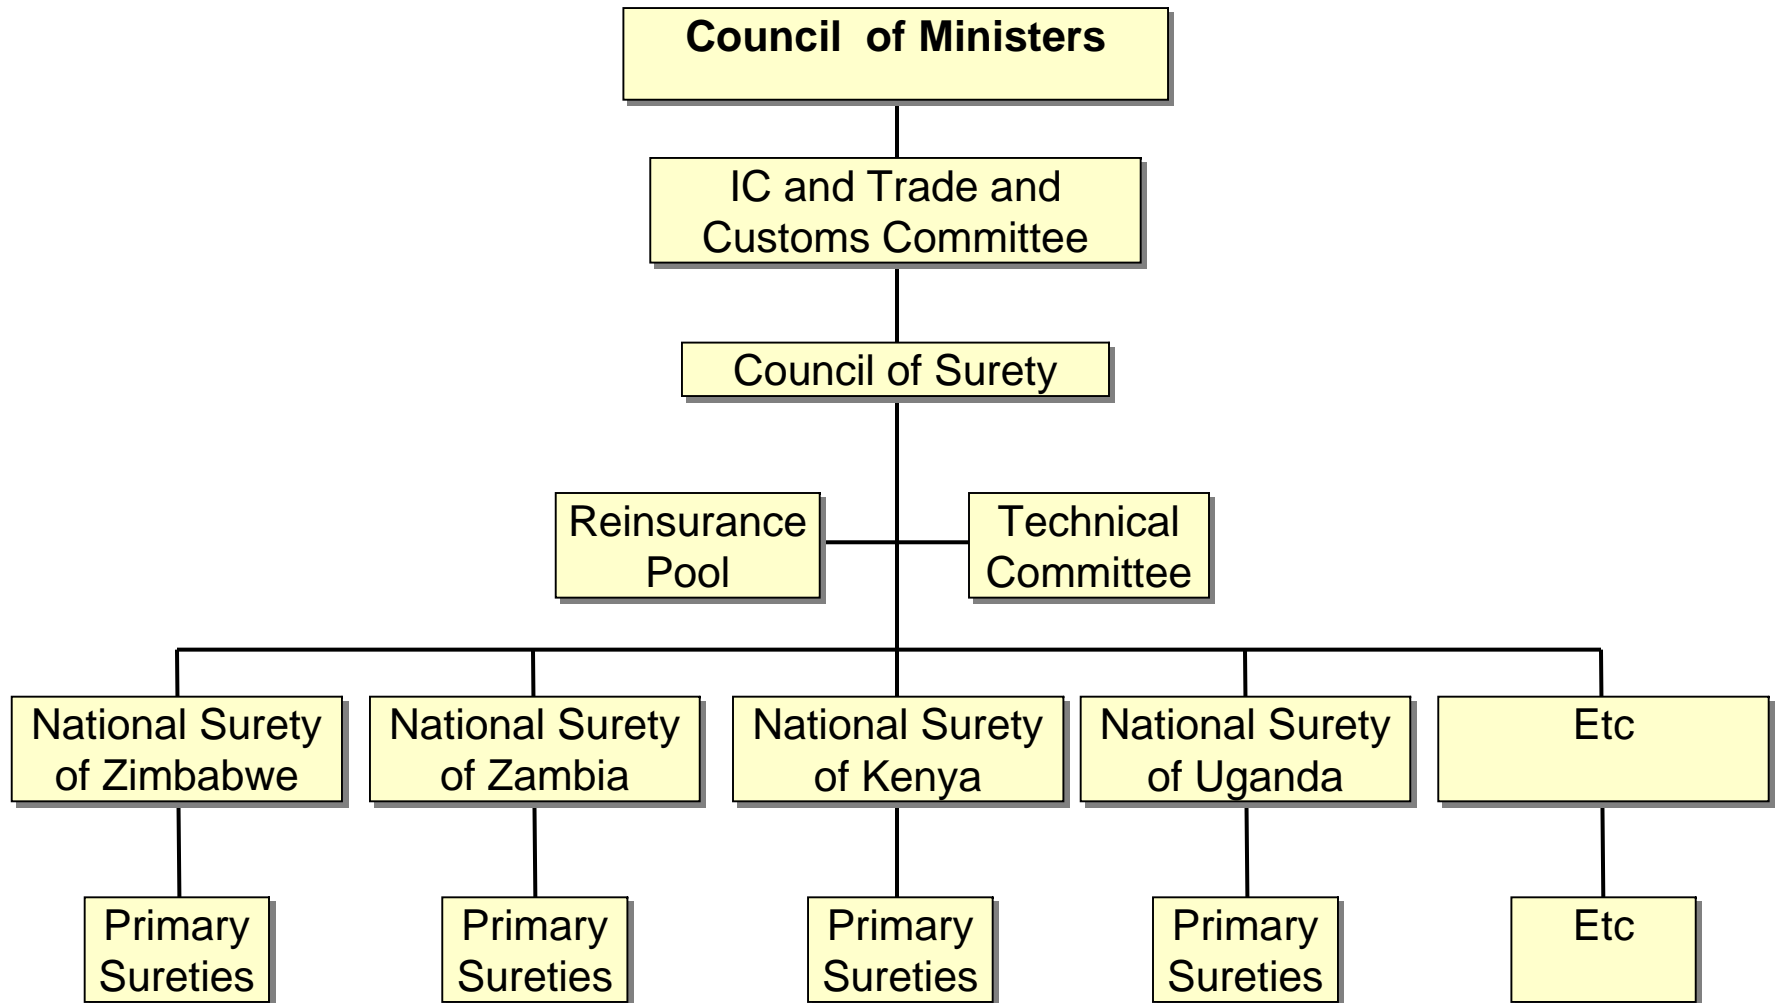 Council of Ministers
IC and Trade and
Customs Committee
Council of Surety
Reinsurance
Pool
Technical
Committee
National Surety
of Zimbabwe
National Surety
of Zambia
National Surety
of Kenya
National Surety
of Uganda
Etc
Primary
Sureties
Primary
Sureties
Primary
Sureties
Primary
Sureties
Etc